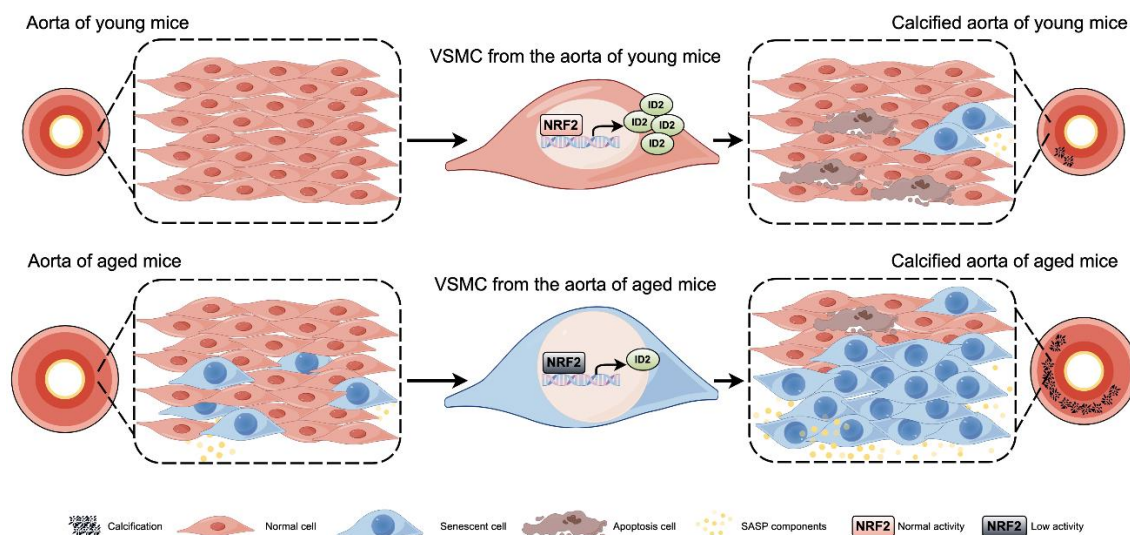 Aorta of young mice
Calcified aorta of young mice
VSMC from the aorta of young mice
ID2
NRF2
ID2
ID2
ID2
Aorta of aged mice
Calcified aorta of aged mice
VSMC from the aorta of aged mice
NRF2
ID2
Calcification
Normal cell
Senescent cell
Apoptosis cell
SASP components
NRF2 Normal activity
NRF2 Low activity